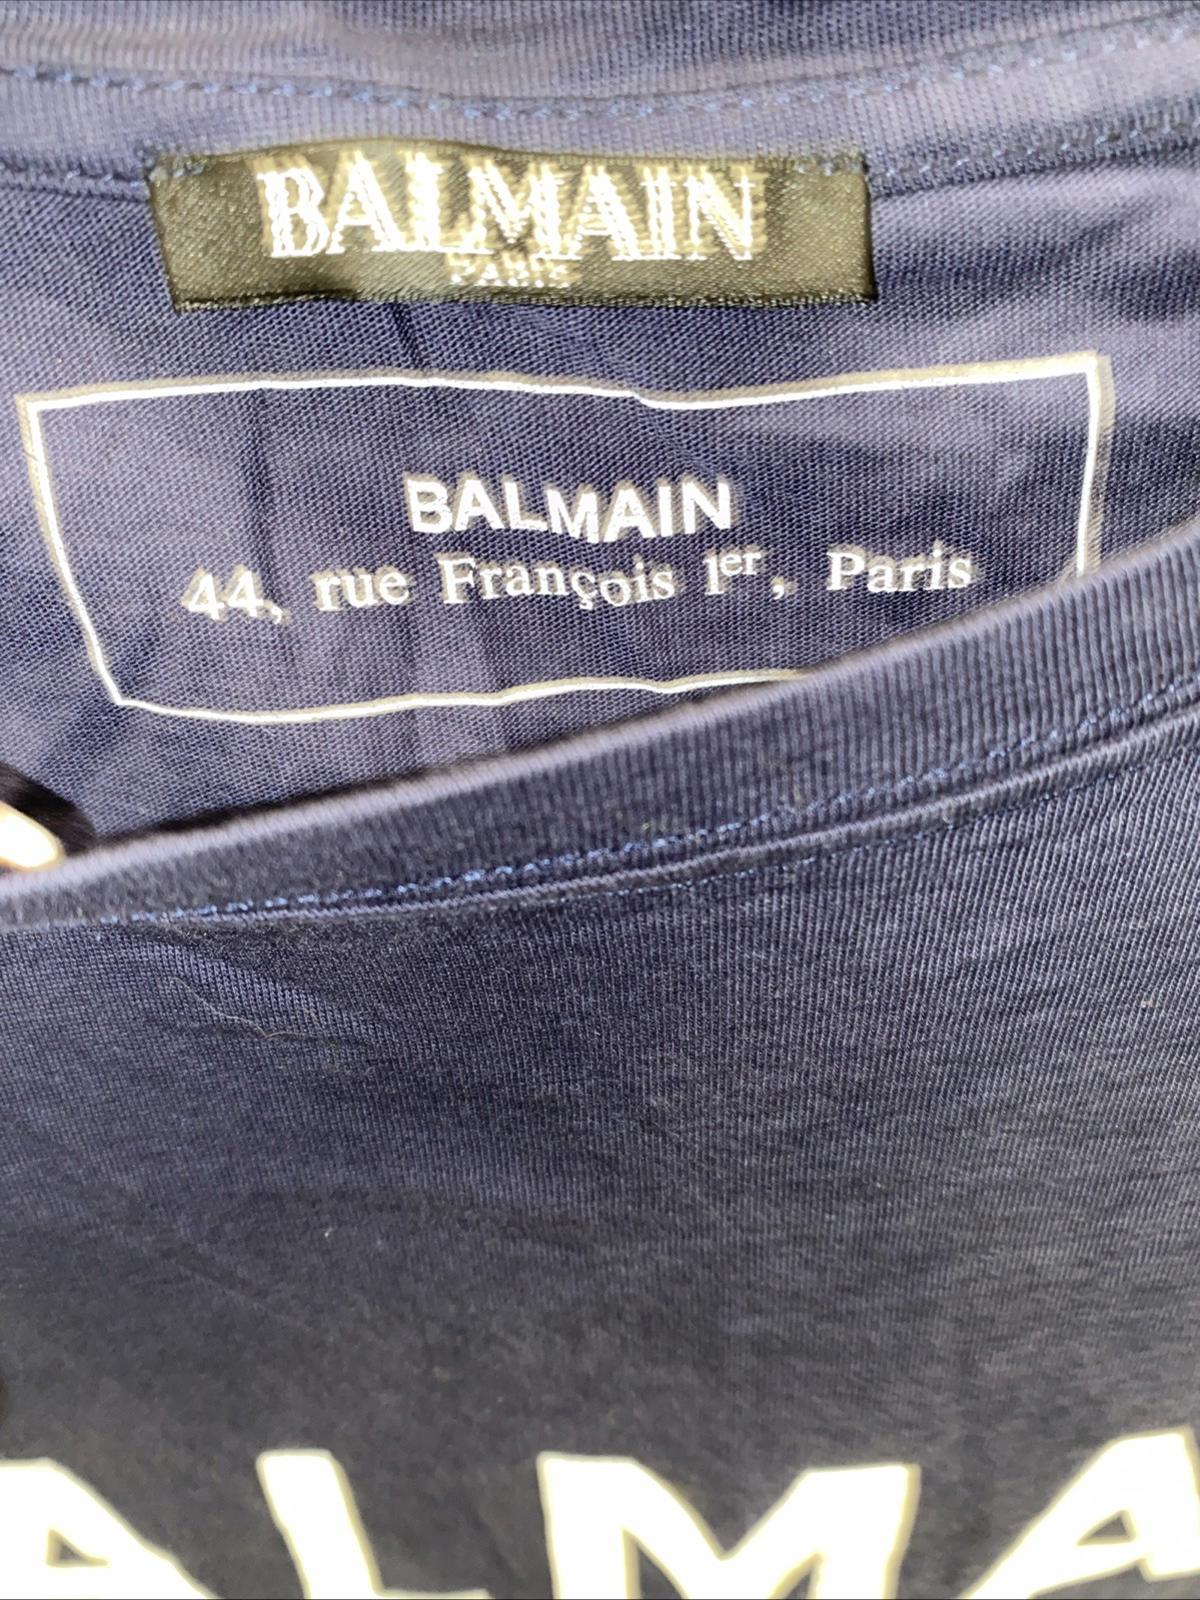 BALMAIN
PARIS
BALMAIN
44, rue François 1er, Paris
ALMA